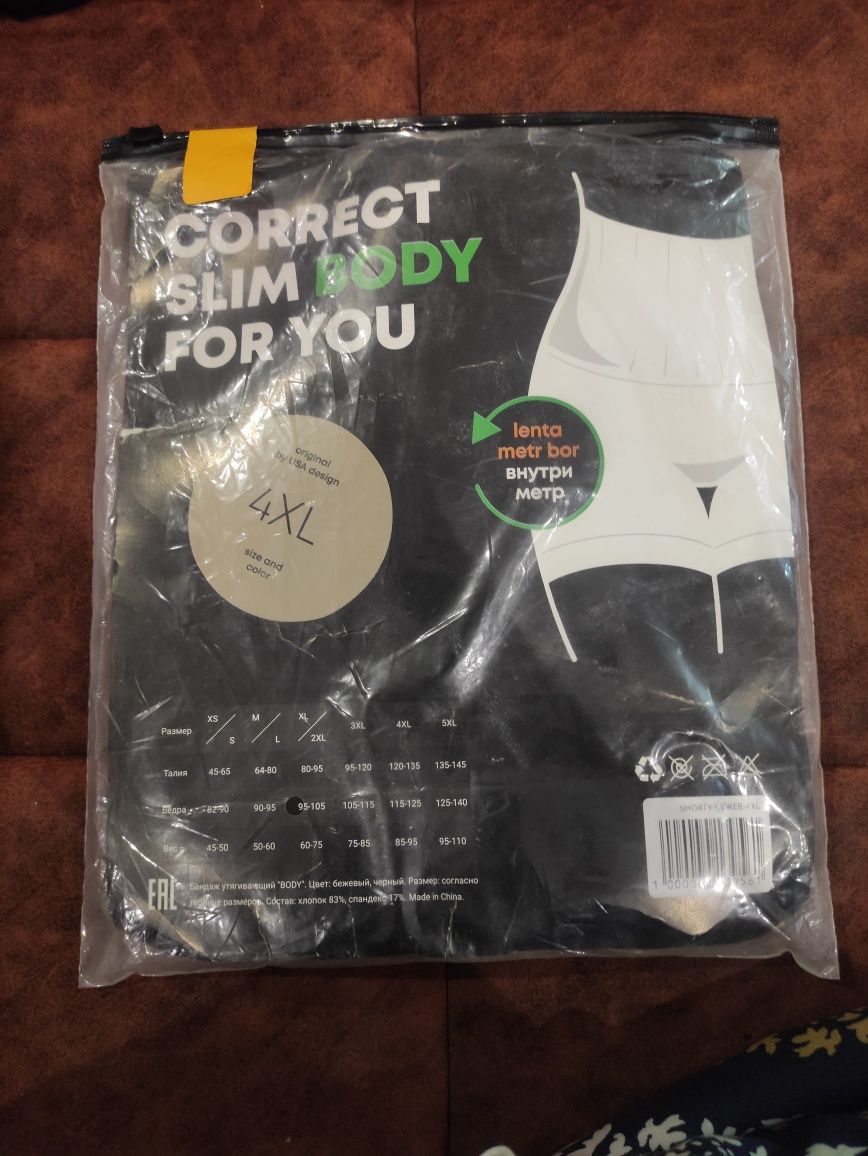 CORRECT
SLIM BODY
FOR YOU
original
by USA design
4XL
size and
color
lenta
metr bor
внутри
метр
Размер XS/S M/L XL/2XL 3XL 4XL 5XL
Талия 45-65 64-80 80-95 95-120 120-135 135-145
Бёдра 82-90 90-95 95-105 105-115 115-125 125-140
Вес 45-50 50-60 60-75 75-85 85-95 95-110
EAC
Бандаж утягивающий "BODY". Цвет: бежевый, черный. Размер: согласно
таблице размеров. Состав: хлопок 83%, спандекс 17%. Made in China.
SHORTY-БЕЖЕВ-4XL